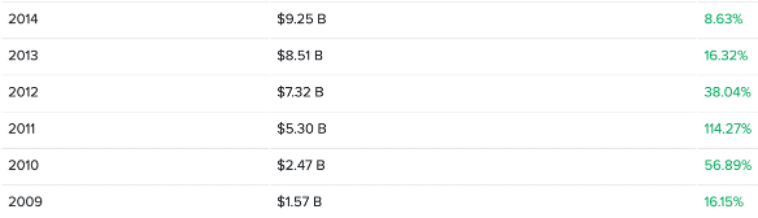 2014 $9.25 B 8.63%
2013 $8.51 B 16.32%
2012 $7.32 B 38.04%
2011 $5.30 B 114.27%
2010 $2.47 B 56.89%
2009 $1.57 B 16.15%